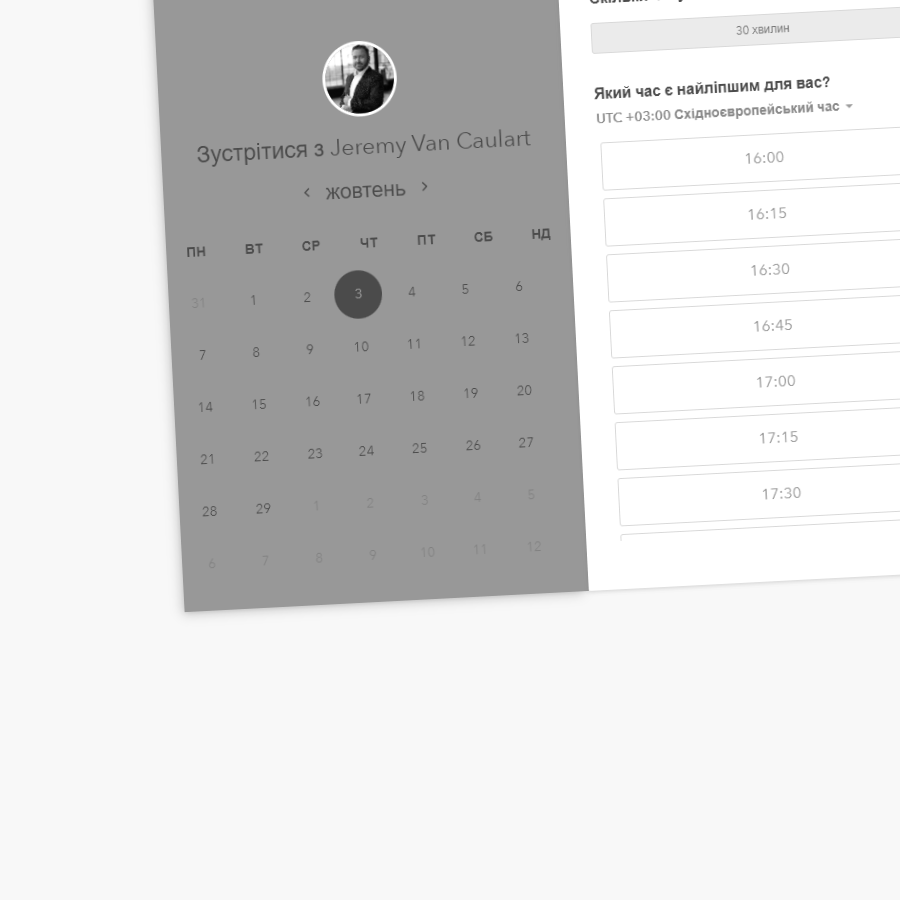 Зустрітися з Jeremy Van Caulart
‹ жовтень ›
ПН ВТ СР ЧТ ПТ СБ НД
31 1 2 3 4 5 6
7 8 9 10 11 12 13
14 15 16 17 18 19 20
21 22 23 24 25 26 27
28 29 1 2 3 4 5
6 7 8 9 10 11 12
30 хвилин
Який час є найліпшим для вас?
UTC +03:00 Східноєвропейський час
16:00
16:15
16:30
16:45
17:00
17:15
17:30